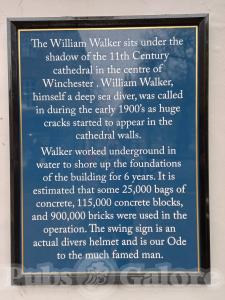 The William Walker sits under the
shadow of the 11th Century
cathedral in the centre of
Winchester . William Walker,
himself a deep sea diver, was called
in during the early 1900's as huge
cracks started to appear in the
cathedral walls.
Walker worked underground in
water to shore up the foundations
of the building for 6 years. It is
estimated that some 25,000 bags of
concrete, 115,000 concrete blocks,
and 900,000 bricks were used in the
operation. The swing sign is an
actual divers helmet and is our Ode
to the much famed man.
Pubs Galore